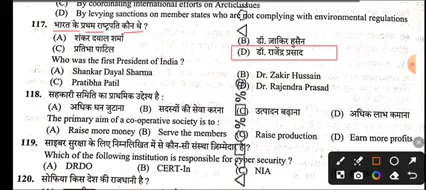 (C) By coordinating international efforts on Arcticissues
(D) By levying sanctions on member states who are not complying with environmental regulations
117. भारत के प्रथम राष्ट्रपति कौन थे ?
(A) शंकर दयाल शर्मा (B) डॉ. ज़ाकिर हुसैन
(C) प्रतिभा पाटिल (D) डॉ. राजेंद्र प्रसाद
Who was the first President of India ?
(A) Shankar Dayal Sharma (B) Dr. Zakir Hussain
(C) Pratibha Patil Dr. Rajendra Prasad
118. सहकारी समिति का प्राथमिक उद्देश्य है :
(A) अधिक धन जुटाना (B) सदस्यों की सेवा करना उत्पादन बढ़ाना (D) अधिक लाभ कमाना
The primary aim of a co-operative society is to :
(A) Raise more money (B) Serve the members Raise production (D) Earn more profits
119. साइबर सुरक्षा के लिए निम्नलिखित में से कौन-सी संस्था जिम्मेदार है?
Which of the following institution is responsible for cyber security ?
(A) DRDO (B) CERT-In NIA
120. सोफिया किस देश की राजधानी है ?